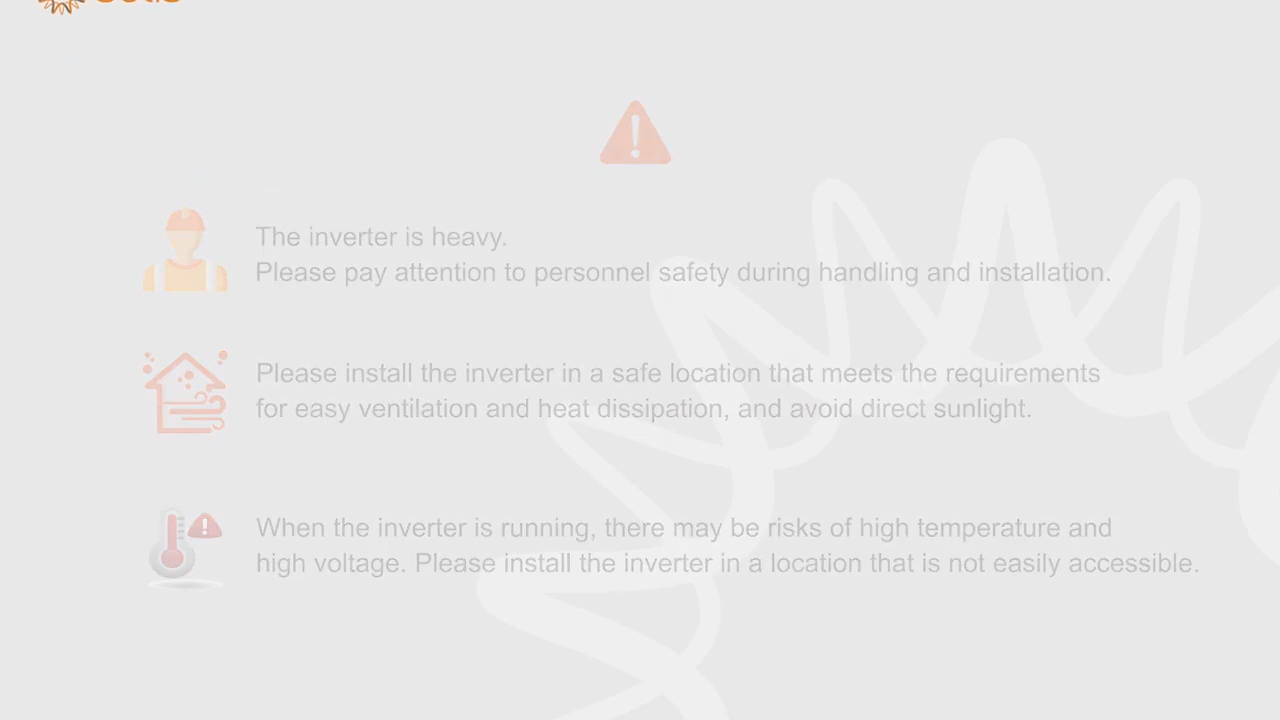 The inverter is heavy.
Please pay attention to personnel safety during handling and installation.
Please install the inverter in a safe location that meets the requirements
for easy ventilation and heat dissipation, and avoid direct sunlight.
When the inverter is running, there may be risks of high temperature and
high voltage. Please install the inverter in a location that is not easily accessible.